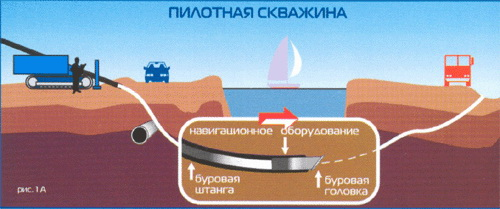 ПИЛОТНАЯ СКВАЖИНА
навигационное оборудование
буровая
штанга
буровая
головка
рис. 1А